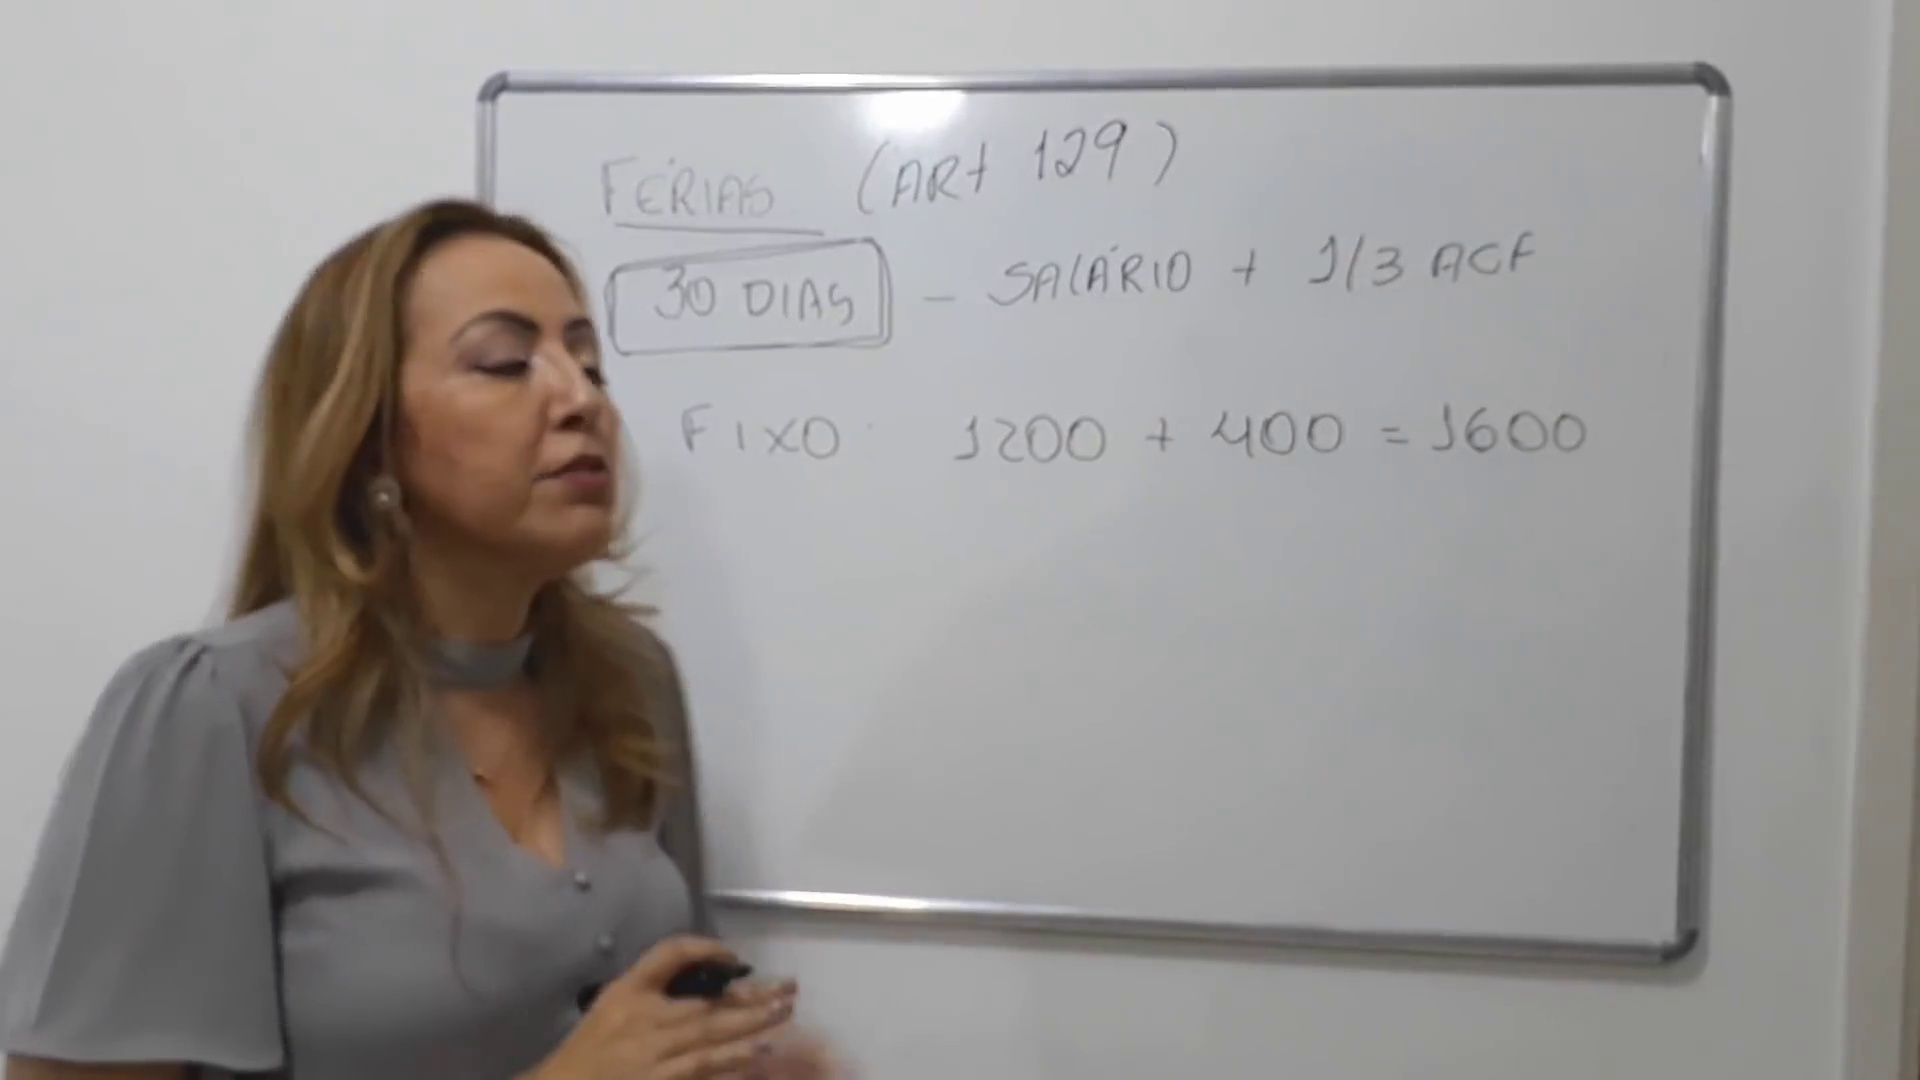 FÉRIAS (ART 129)
30 DIAS - SALÁRIO + 1/3 ACF
FIXO: 1200 + 400 = 1600